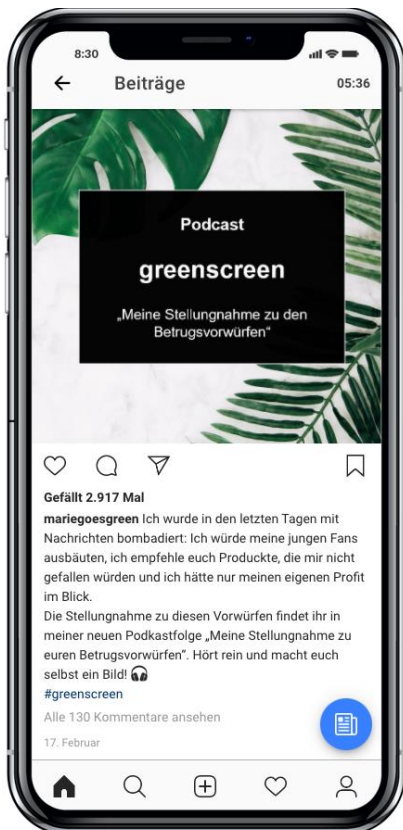 8:30
Beiträge
05:36
Podcast
greenscreen
„Meine Stellungnahme zu den
Betrugsvorwürfen“
Gefällt 2.917 Mal
mariegoesgreen Ich wurde in den letzten Tagen mit
Nachrichten bombadiert: Ich würde meine jungen Fans
ausbäuten, ich empfehle euch Produckte, die mir nicht
gefallen würden und ich hätte nur meinen eigenen Profit
im Blick.
Die Stellungnahme zu diesen Vorwürfen findet ihr in
meiner neuen Podkastfolge „Meine Stellungnahme zu
euren Betrugsvorwürfen“. Hört rein und macht euch
selbst ein Bild! 🎧
#greenscreen
Alle 130 Kommentare ansehen
17. Februar